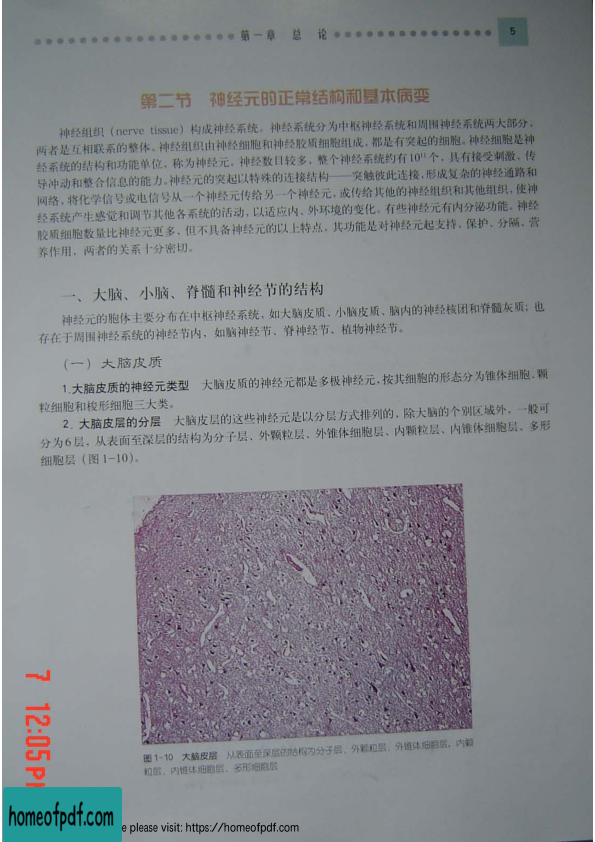 第一章 总 论
5
第二节 神经元的正常结构和基本病变
神经组织（nerve tissue）构成神经系统。神经系统分为中枢神经系统和周围神经系统两大部分，
两者是互相联系的整体。神经组织由神经细胞和神经胶质细胞组成，都是有突起的细胞。神经细胞是神
经系统的结构和功能单位，称为神经元。神经数目较多，整个神经系统约有10¹¹个，具有接受刺激、传
导冲动和整合信息的能力。神经元的突起以特殊的连接结构——突触彼此连接，形成复杂的神经通路和
网络，将化学信号或电信号从一个神经元传给另一个神经元，或传给其他的神经组织和其他组织，使神
经系统产生感觉和调节其他各系统的活动，以适应内、外环境的变化。有些神经元有内分泌功能。神经
胶质细胞数量比神经元更多，但不具备神经元的以上特点，其功能是对神经元起支持、保护、分隔、营
养作用，两者的关系十分密切。
一、大脑、小脑、脊髓和神经节的结构
神经元的胞体主要分布在中枢神经系统，如大脑皮质、小脑皮质、脑内的神经核团和脊髓灰质；也
存在于周围神经系统的神经节内，如脑神经节、脊神经节、植物神经节。
（一）大脑皮质
1.大脑皮质的神经元类型 大脑皮质的神经元都是多极神经元，按其细胞的形态分为锥体细胞、颗
粒细胞和梭形细胞三大类。
2. 大脑皮层的分层 大脑皮层的这些神经元是以分层方式排列的，除大脑的个别区域外，一般可
分为6层，从表面至深层的结构为分子层、外颗粒层、外锥体细胞层、内颗粒层、内锥体细胞层、多形
细胞层（图1-10）。
图1-10 大脑皮层 从表面至深层的结构为分子层、外颗粒层、外锥体细胞层、内颗
粒层、内锥体细胞层、多形细胞层
7 12:05 P
homeofpdf.com
e please visit: https://homeofpdf.com